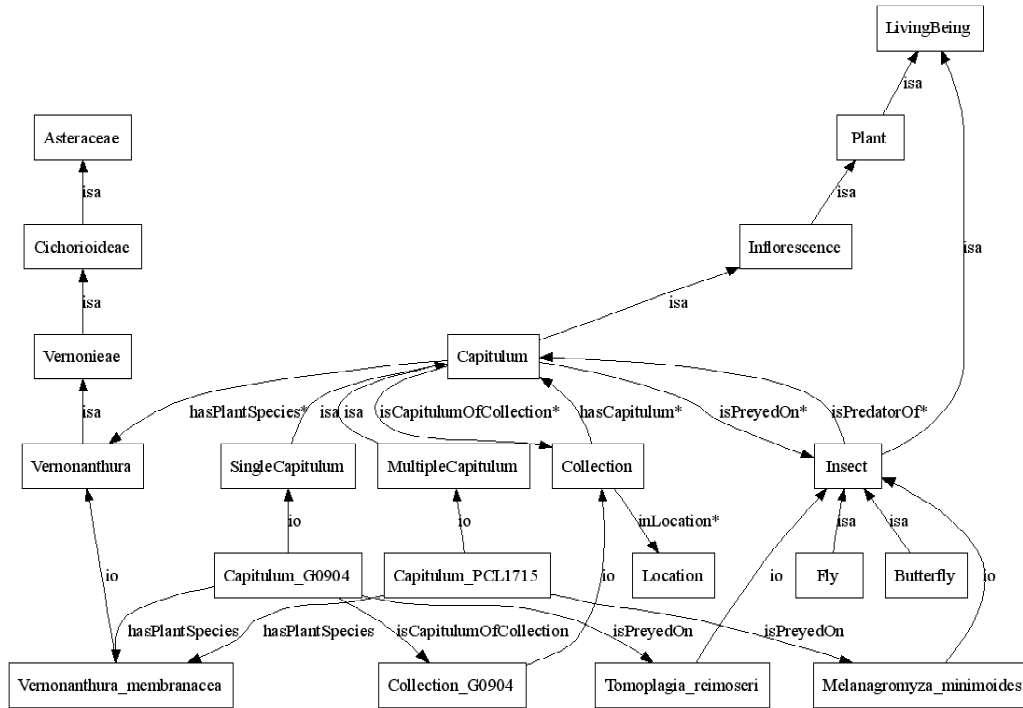 LivingBeing
isa
Asteraceae
Plant
isa
isa
Cichorioideae
Inflorescence
isa
isa
isa
Vernonieae
Capitulum
isa
hasPlantSpecies*
isa
isa
isCapitulumOfCollection*
hasCapitulum*
isPreyedOn*
isPredatorOf*
Vernonanthura
SingleCapitulum
MultipleCapitulum
Collection
Insect
io
io
inLocation*
isa
isa
io
Capitulum_G0904
Capitulum_PCL1715
io
Location
io
Fly
Butterfly
io
hasPlantSpecies
hasPlantSpecies
isCapitulumOfCollection
isPreyedOn
isPreyedOn
Vernonanthura_membranacea
Collection_G0904
Tomoplagia_reimoseri
Melanagromyza_minimoides